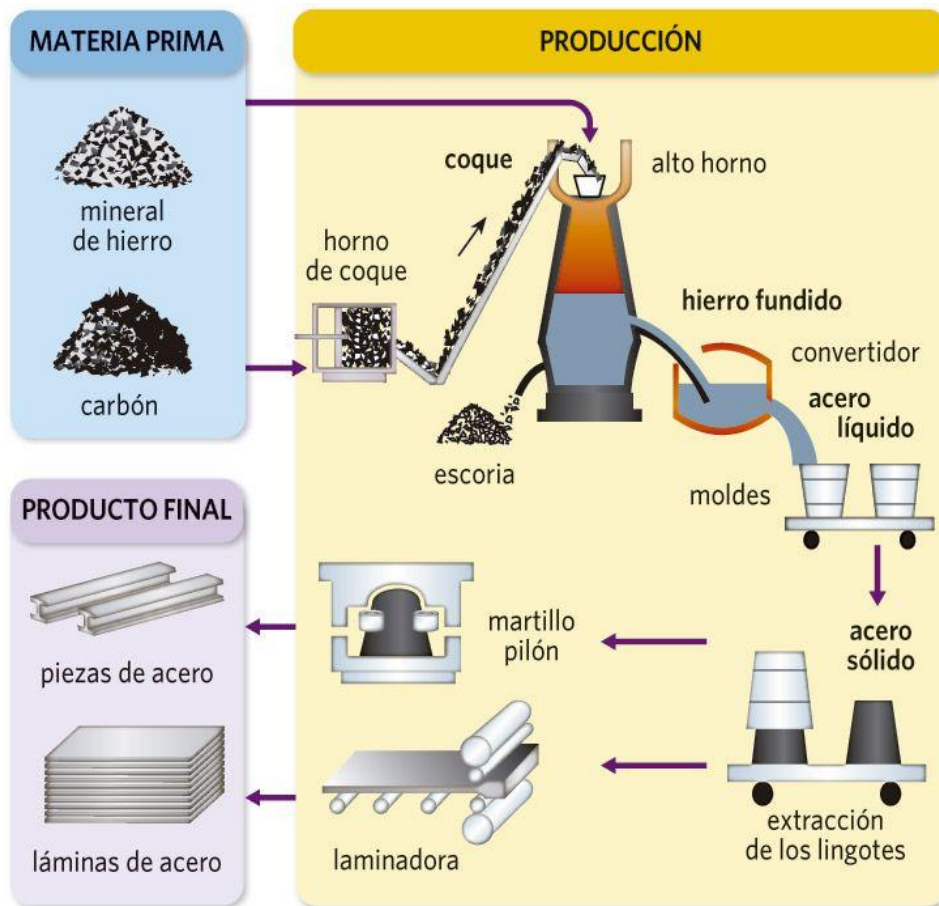 MATERIA PRIMA
mineral
de hierro
carbón
PRODUCCIÓN
coque
alto horno
horno
de coque
hierro fundido
convertidor
acero
líquido
escoria
moldes
acero
sólido
extracción
de los lingotes
martillo
pilón
laminadora
PRODUCTO FINAL
piezas de acero
láminas de acero